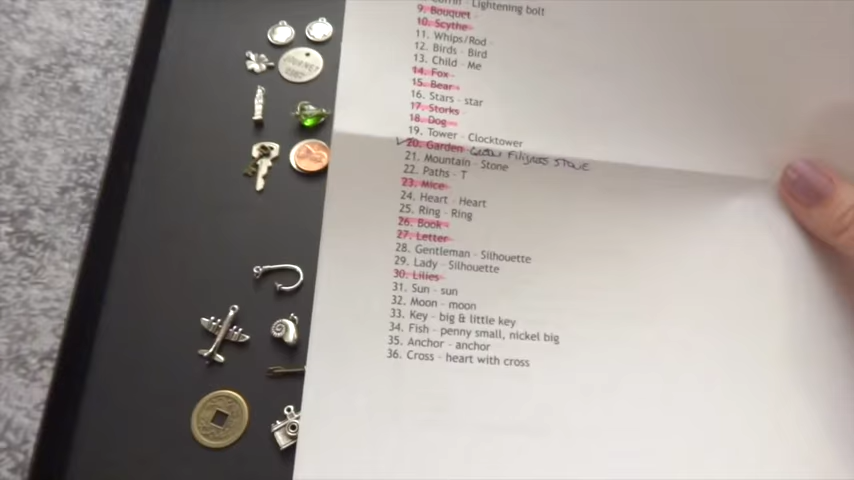 Lightening bolt
9. Bouquet
10. Scythe
11. Whips/Rod
12. Birds - Bird
13. Child - Me
14. Fox
15. Bear
16. Stars - star
17. Storks
18. Dog
19. Tower - Clocktower
20. Garden - FILIGREE STONE
21. Mountain - Stone
22. Paths - T
23. Mice
24. Heart - Heart
25. Ring - Ring
26. Book
27. Letter
28. Gentleman - Silhouette
29. Lady - Silhouette
30. Lilies
31. Sun - sun
32. Moon - moon
33. Key - big & little key
34. Fish - penny small, nickel big
35. Anchor - anchor
36. Cross - heart with cross
JOURNEY